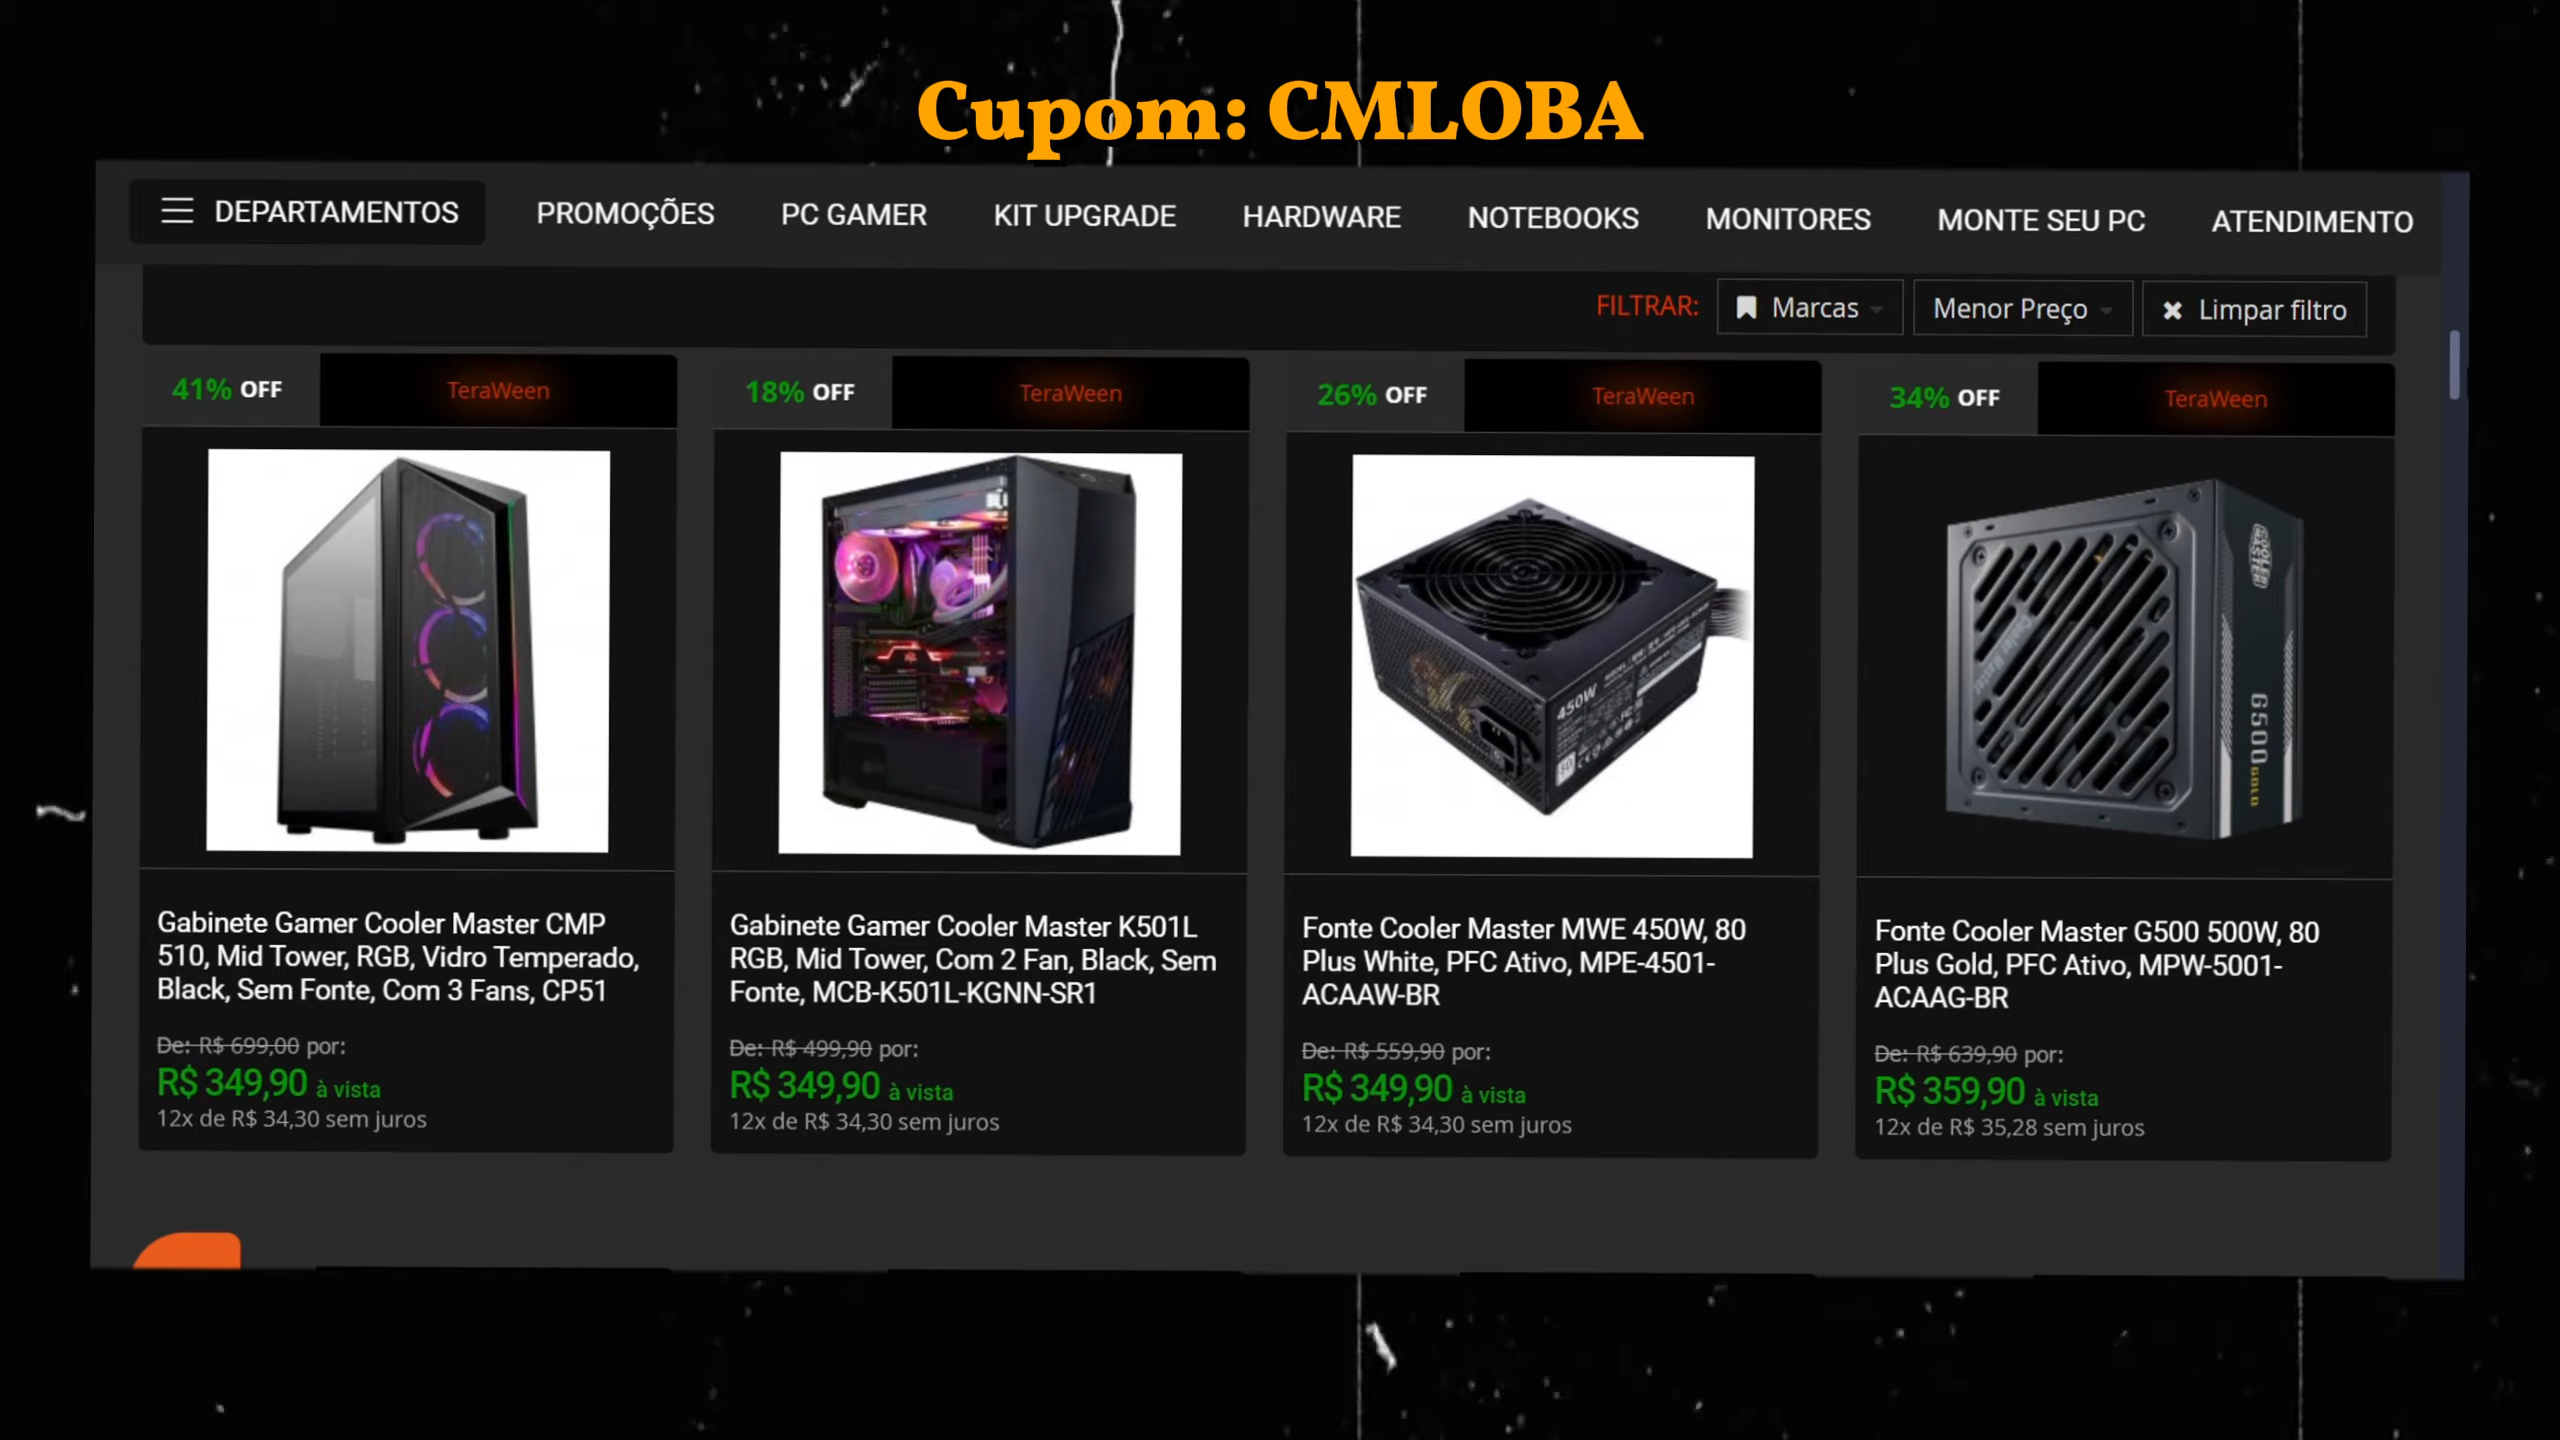 Cupom: CMLOBA
DEPARTAMENTOS
PROMOÇÕES
PC GAMER
KIT UPGRADE
HARDWARE
NOTEBOOKS
MONITORES
MONTE SEU PC
ATENDIMENTO
FILTRAR:
Marcas
Menor Preço
Limpar filtro
41% OFF
TeraWeen
18% OFF
TeraWeen
26% OFF
TeraWeen
34% OFF
TeraWeen
450W
COOLER MASTER
G500 GOLD
Gabinete Gamer Cooler Master CMP
510, Mid Tower, RGB, Vidro Temperado,
Black, Sem Fonte, Com 3 Fans, CP51
De: R$ 699,00 por:
R$ 349,90 à vista
12x de R$ 34,30 sem juros
Gabinete Gamer Cooler Master K501L
RGB, Mid Tower, Com 2 Fan, Black, Sem
Fonte, MCB-K501L-KGNN-SR1
De: R$ 499,90 por:
R$ 349,90 à vista
12x de R$ 34,30 sem juros
Fonte Cooler Master MWE 450W, 80
Plus White, PFC Ativo, MPE-4501-
ACAAW-BR
De: R$ 559,90 por:
R$ 349,90 à vista
12x de R$ 34,30 sem juros
Fonte Cooler Master G500 500W, 80
Plus Gold, PFC Ativo, MPW-5001-
ACAAG-BR
De: R$ 639,90 por:
R$ 359,90 à vista
12x de R$ 35,28 sem juros